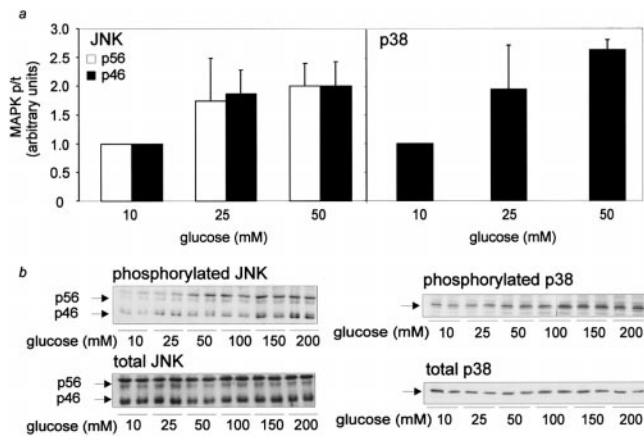 a
JNK
p56
p46
p38
MAPK p/t
(arbitrary units)
3.0
2.5
2.0
1.5
1.0
0.5
0
10 25 50 10 25 50
glucose (mM) glucose (mM)
b
phosphorylated JNK
p56
p46
glucose (mM) 10 25 50 100 150 200
total JNK
p56
p46
glucose (mM) 10 25 50 100 150 200
phosphorylated p38
glucose (mM) 10 25 50 100 150 200
total p38
glucose (mM) 10 25 50 100 150 200